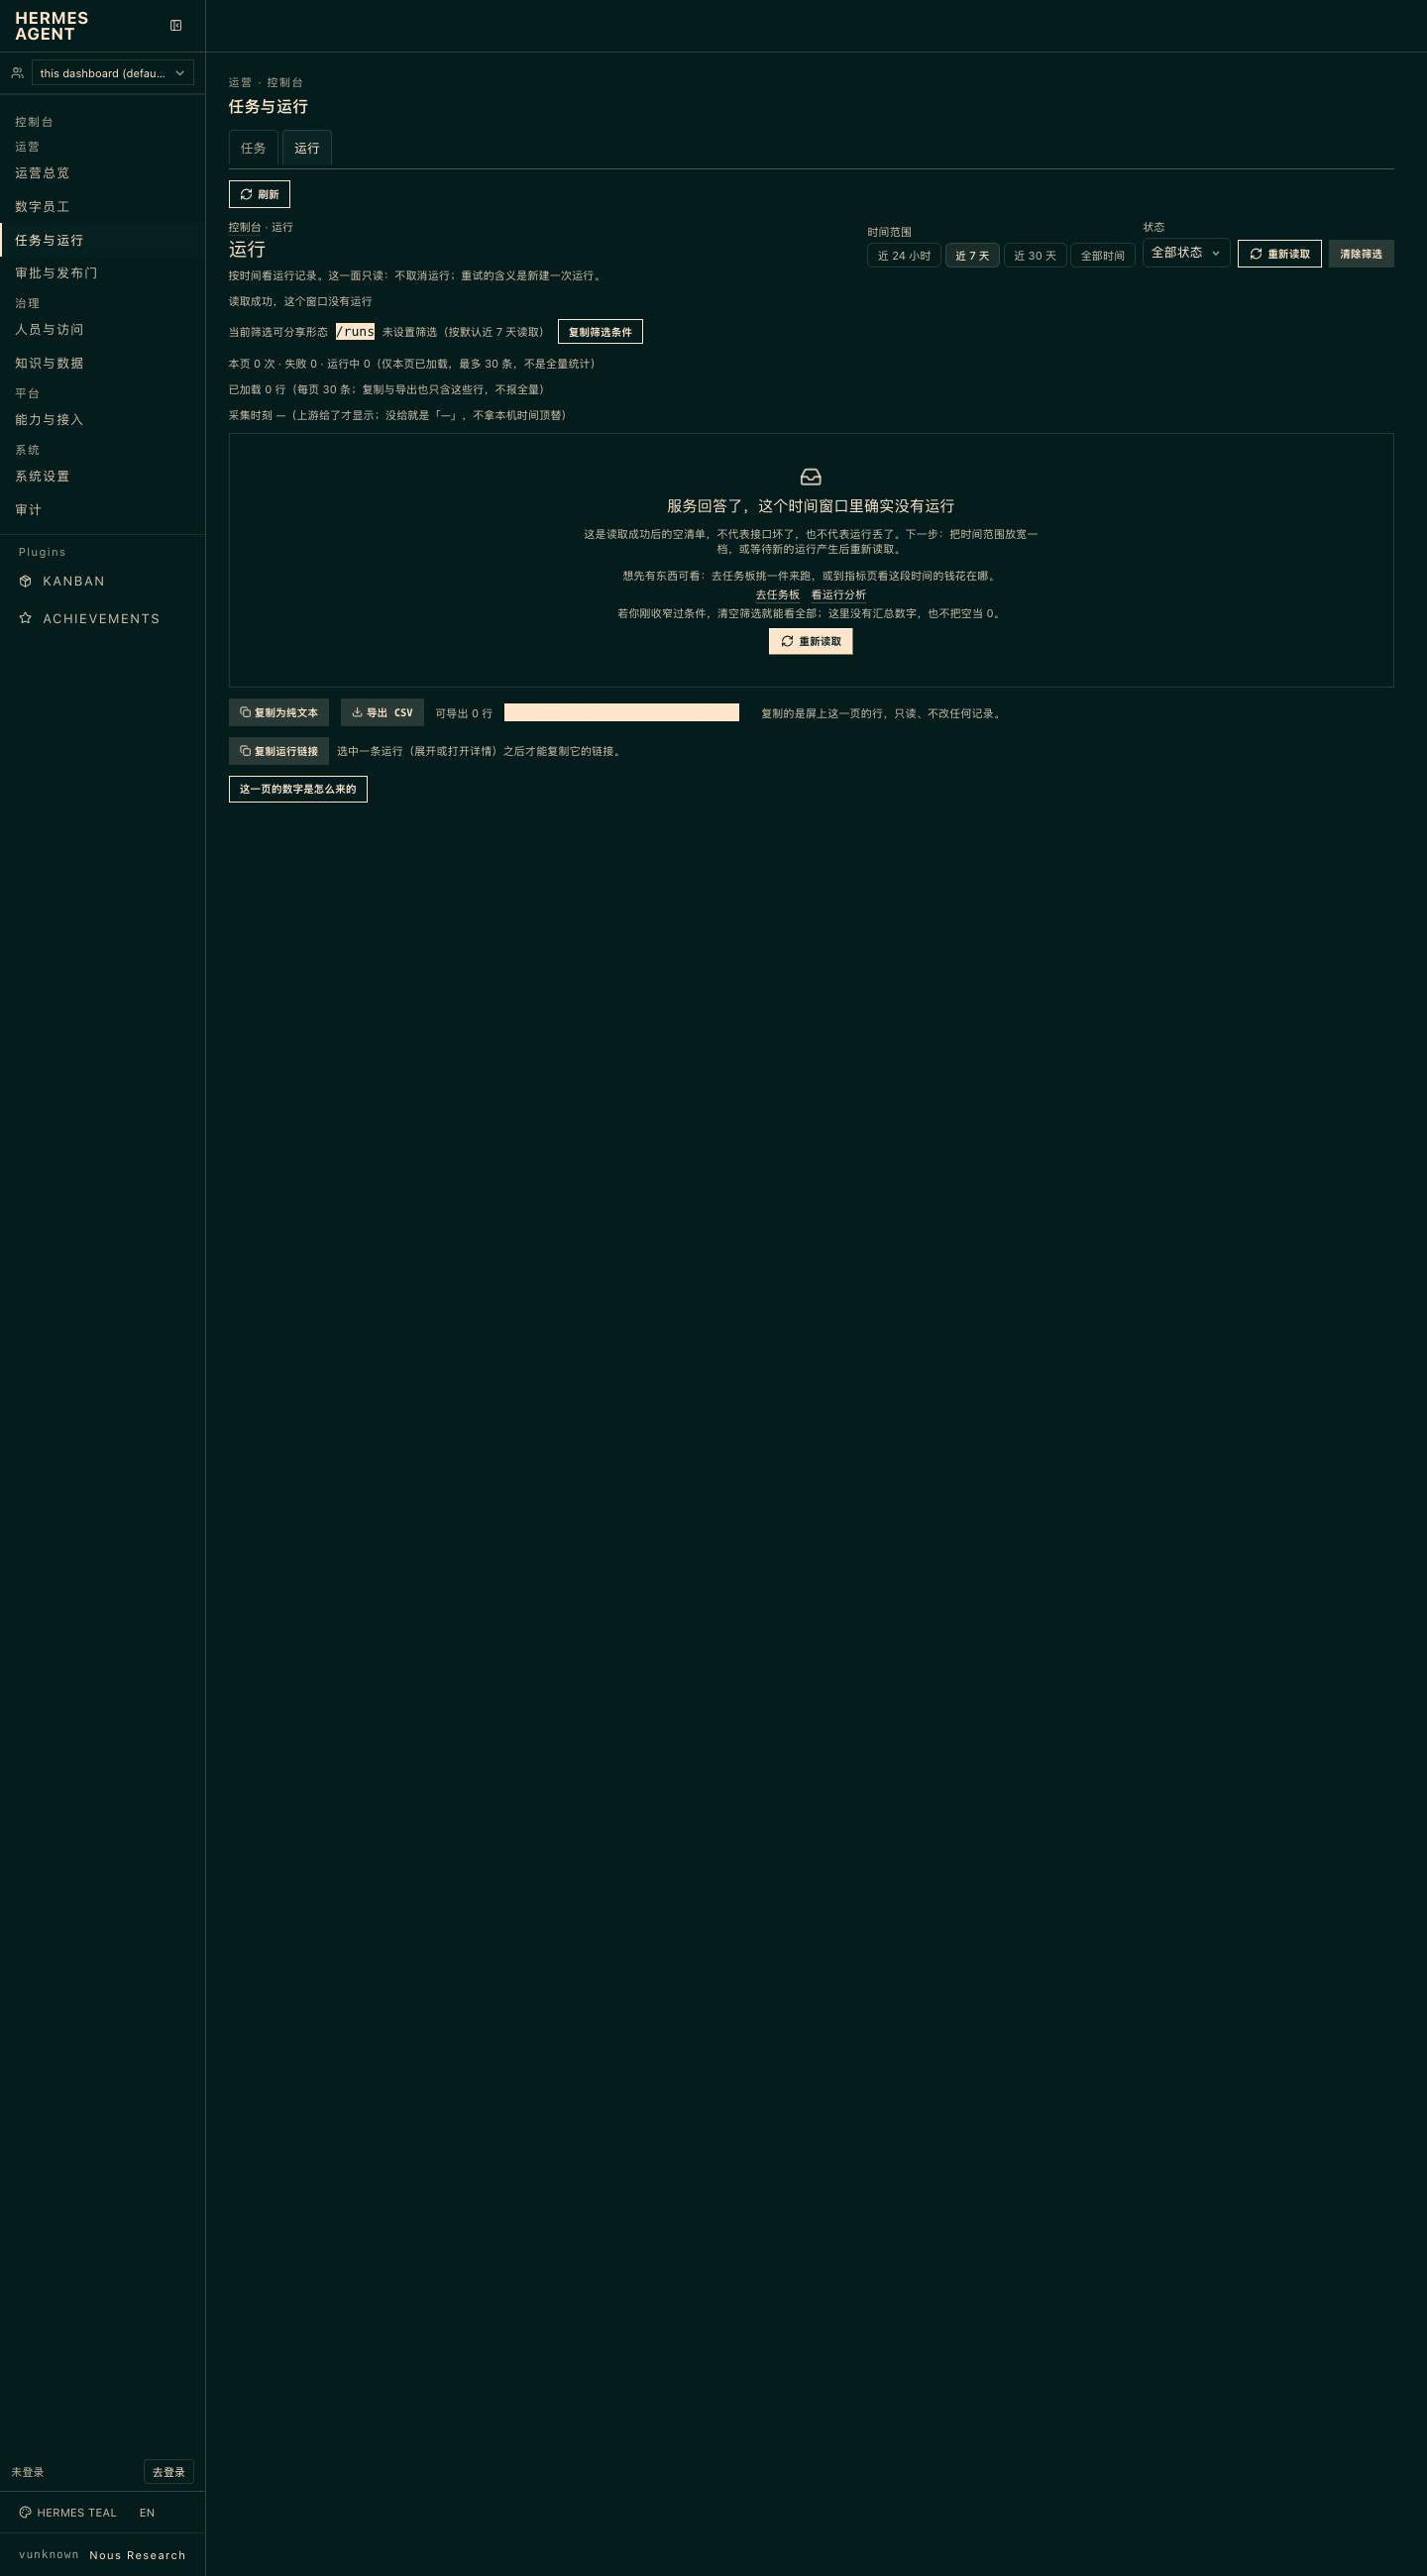 HERMES
AGENT
this dashboard (defau...
控制台
运营
运营总览
数字员工
任务与运行
审批与发布门
治理
人员与访问
知识与数据
平台
能力与接入
系统
系统设置
审计
Plugins
KANBAN
ACHIEVEMENTS
未登录
去登录
HERMES TEAL
EN
vunknown
Nous Research
运营 · 控制台
任务与运行
任务
运行
刷新
控制台 · 运行
运行
按时间看运行记录。这一面只读：不取消运行；重试的含义是新建一次运行。
时间范围
近 24 小时
近 7 天
近 30 天
全部时间
状态
全部状态
重新读取
清除筛选
读取成功，这个窗口没有运行
当前筛选可分享形态 /runs 未设置筛选（按默认近 7 天读取） 复制筛选条件
本页 0 次 · 失败 0 · 运行中 0（仅本页已加载，最多 30 条，不是全量统计）
已加载 0 行（每页 30 条；复制与导出也只含这些行，不报全量）
采集时刻 —（上游给了才显示；没给就是「—」，不拿本机时间顶替）
服务回答了，这个时间窗口里确实没有运行
这是读取成功后的空清单，不代表接口坏了，也不代表运行丢了。下一步：把时间范围放宽一
档，或等待新的运行产生后重新读取。
想先有东西可看：去任务板挑一件来跑，或到指标页看这段时间的钱花在哪。
去任务板 看运行分析
若你刚收窄过条件，清空筛选就能看全部；这里没有汇总数字，也不把空当 0。
重新读取
复制为纯文本 导出 CSV 可导出 0 行 复制的是屏上这一页的行，只读、不改任何记录。
复制运行链接 选中一条运行（展开或打开详情）之后才能复制它的链接。
这一页的数字是怎么来的